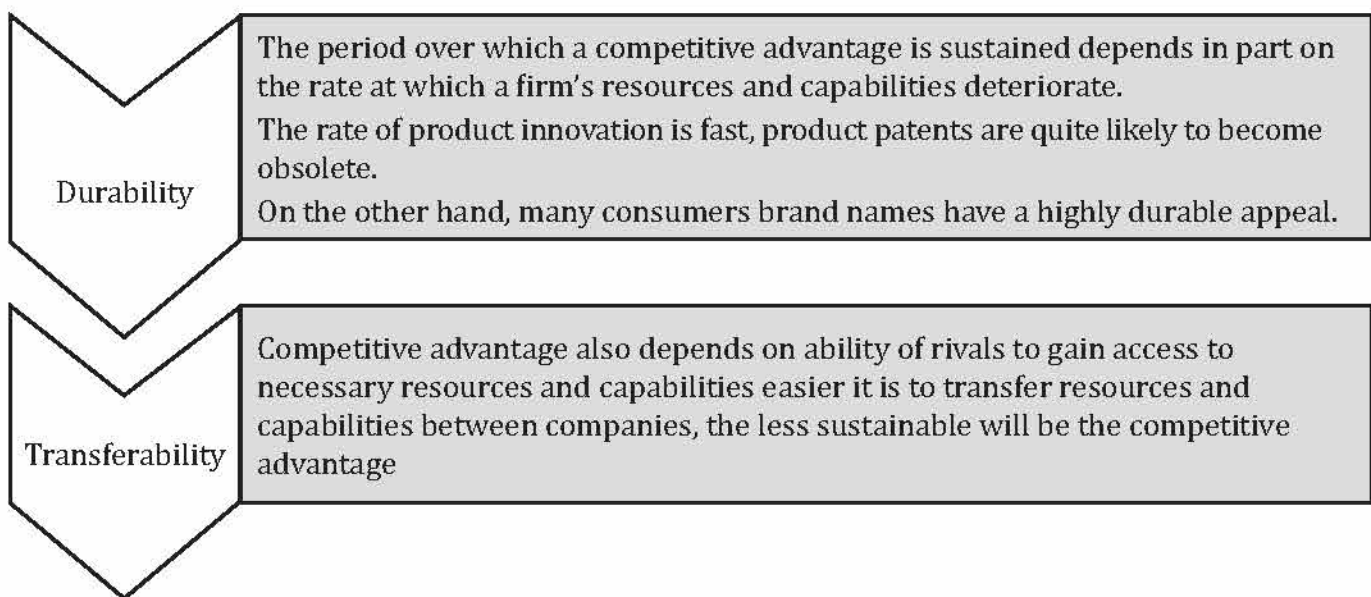 The period over which a competitive advantage is sustained depends in part on
the rate at which a firm's resources and capabilities deteriorate.
The rate of product innovation is fast, product patents are quite likely to become
obsolete.
Durability
On the other hand, many consumers brand names have a highly durable appeal.
Competitive advantage also depends on ability of rivals to gain access to
necessary resources and capabilities easier it is to transfer resources and
capabilities between companies, the less sustainable will be the competitive
Transferability
advantage